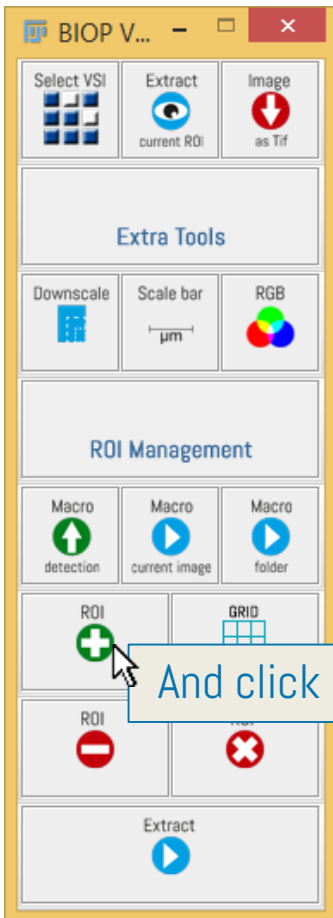 BIOP V...
Select VSI
Extract
current ROI
Image
as Tif
Extra Tools
Downscale
Scale bar
µm
RGB
ROI Management
Macro
detection
Macro
current image
Macro
folder
ROI
GRID
And click
ROI
Extract